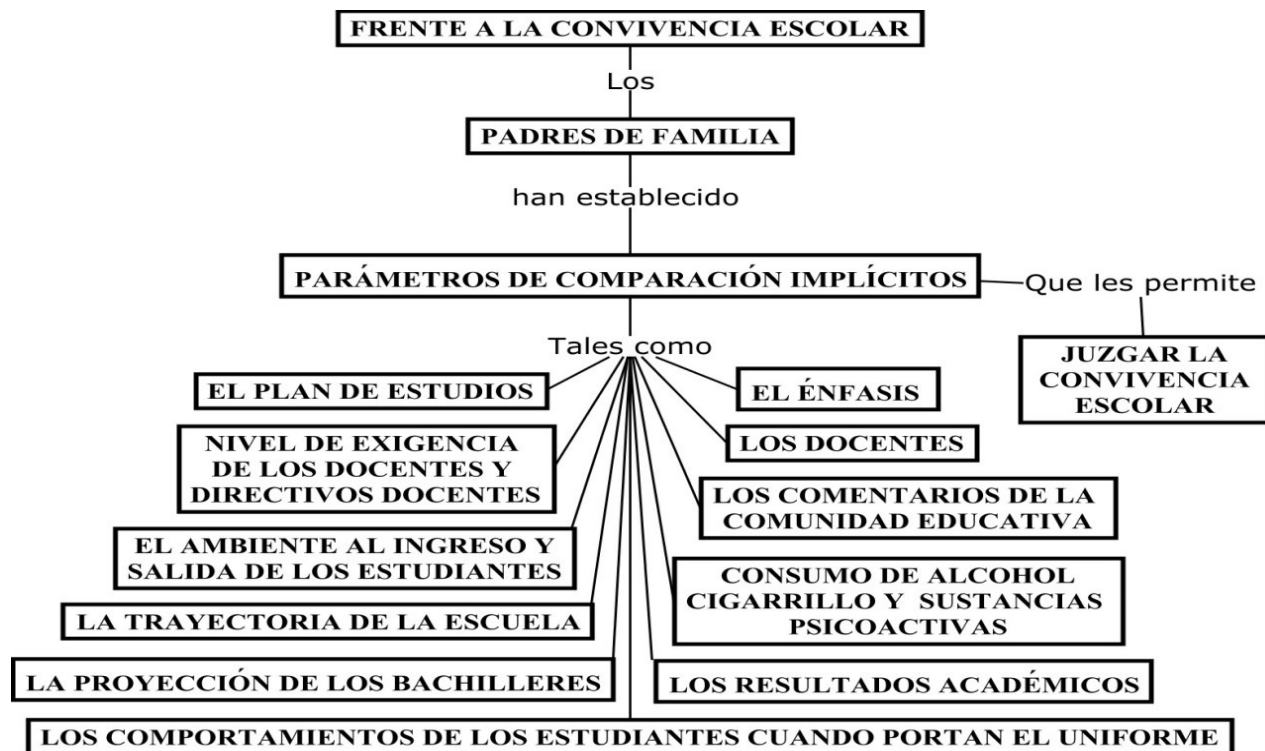 FRENTE A LA CONVIVENCIA ESCOLAR
Los
PADRES DE FAMILIA
han establecido
PARÁMETROS DE COMPARACIÓN IMPLÍCITOS
Que les permite
JUZGAR LA
CONVIVENCIA
ESCOLAR
Tales como
EL PLAN DE ESTUDIOS
EL ÉNFASIS
NIVEL DE EXIGENCIA
DE LOS DOCENTES Y
DIRECTIVOS DOCENTES
LOS DOCENTES
LOS COMENTARIOS DE LA
COMUNIDAD EDUCATIVA
EL AMBIENTE AL INGRESO Y
SALIDA DE LOS ESTUDIANTES
CONSUMO DE ALCOHOL
CIGARRILLO Y SUSTANCIAS
PSICOACTIVAS
LA TRAYECTORIA DE LA ESCUELA
LA PROYECCIÓN DE LOS BACHILLERES
LOS RESULTADOS ACADÉMICOS
LOS COMPORTAMIENTOS DE LOS ESTUDIANTES CUANDO PORTAN EL UNIFORME